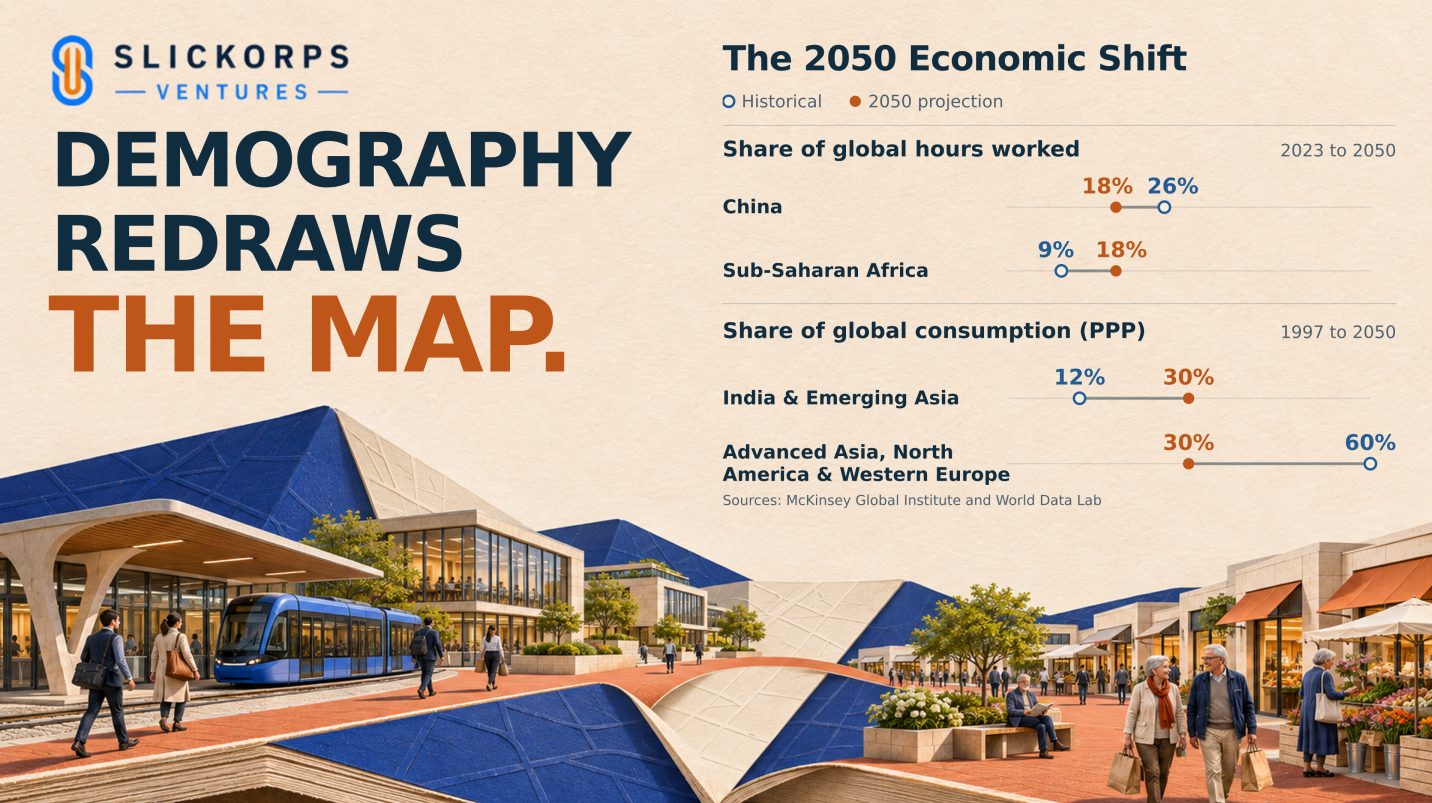 SLICKORPS
VENTURES
DEMOGRAPHY
REDRAWS
THE MAP.
The 2050 Economic Shift
Historical 2050 projection
Share of global hours worked 2023 to 2050
18% 26%
China
9% 18%
Sub-Saharan Africa
Share of global consumption (PPP) 1997 to 2050
12% 30%
India & Emerging Asia
30% 60%
Advanced Asia, North
America & Western Europe
Sources: McKinsey Global Institute and World Data Lab